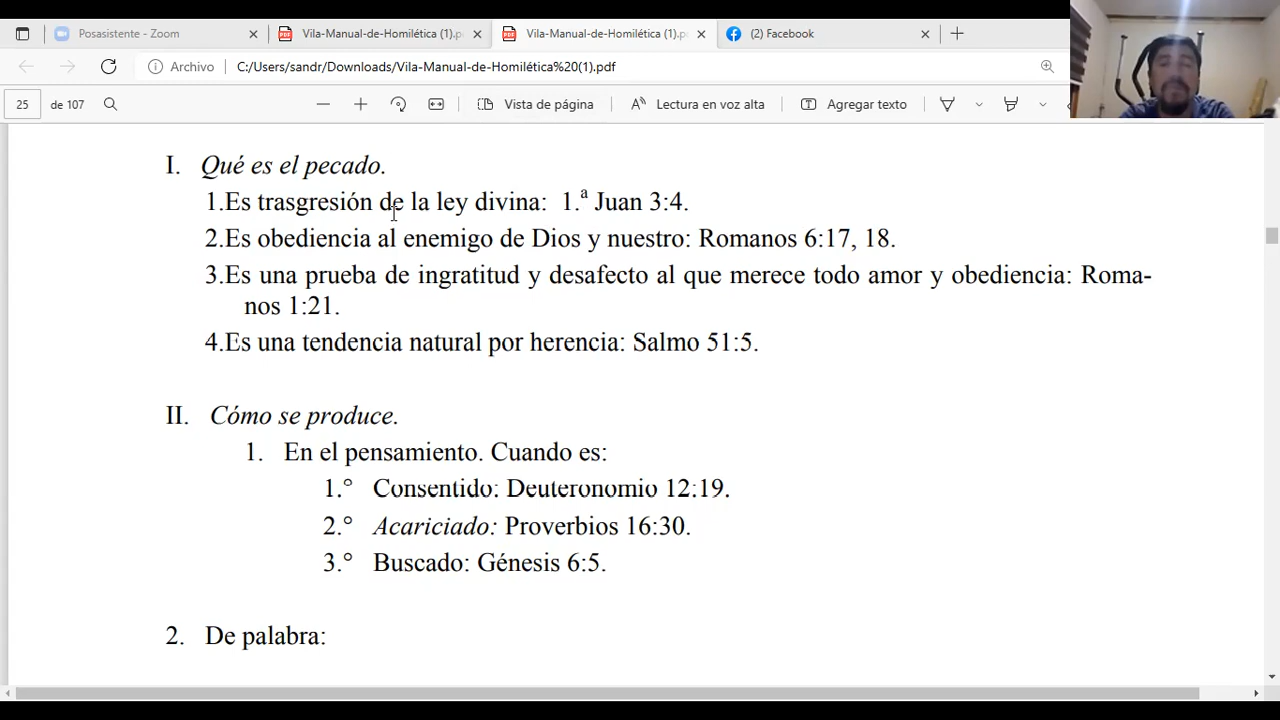 Posasistente - Zoom
Vila-Manual-de-Homilética (1).p
Vila-Manual-de-Homilética (1).p
(2) Facebook
Archivo
C:/Users/sandr/Downloads/Vila-Manual-de-Homilética%20(1).pdf
25 de 107
Vista de página
Lectura en voz alta
Agregar texto
I. Qué es el pecado.
1.Es trasgresión de la ley divina: 1.ª Juan 3:4.
2.Es obediencia al enemigo de Dios y nuestro: Romanos 6:17, 18.
3.Es una prueba de ingratitud y desafecto al que merece todo amor y obediencia: Roma-
nos 1:21.
4.Es una tendencia natural por herencia: Salmo 51:5.
II. Cómo se produce.
1. En el pensamiento. Cuando es:
1.° Consentido: Deuteronomio 12:19.
2.° Acariciado: Proverbios 16:30.
3.° Buscado: Génesis 6:5.
2. De palabra: